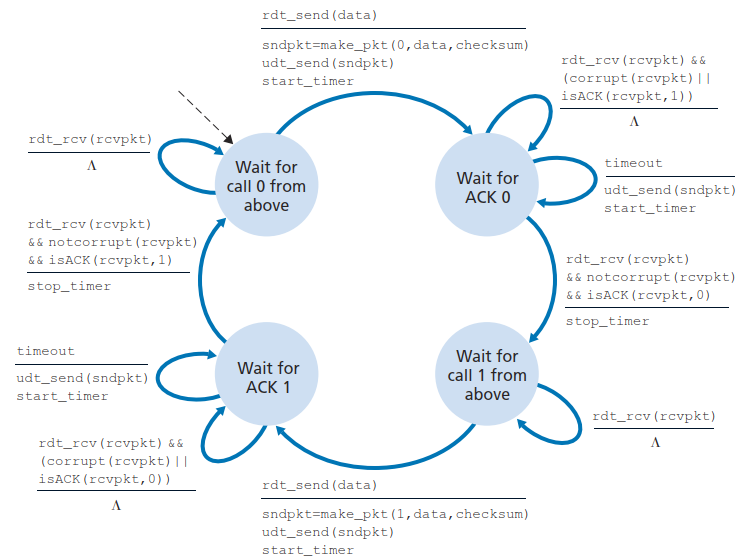 rdt_send(data)
sndpkt=make_pkt(0,data,checksum)
udt_send(sndpkt)
start_timer
rdt_rcv(rcvpkt) &&
(corrupt(rcvpkt)||
isACK(rcvpkt,1))
Λ
rdt_rcv(rcvpkt)
Λ
Wait for
call 0 from
above
Wait for
ACK 0
timeout
udt_send(sndpkt)
start_timer
rdt_rcv(rcvpkt)
&& notcorrupt(rcvpkt)
&& isACK(rcvpkt,1)
stop_timer
rdt_rcv(rcvpkt)
&& notcorrupt(rcvpkt)
&& isACK(rcvpkt,0)
stop_timer
timeout
udt_send(sndpkt)
start_timer
Wait for
ACK 1
Wait for
call 1 from
above
rdt_rcv(rcvpkt)
Λ
rdt_rcv(rcvpkt) &&
(corrupt(rcvpkt)||
isACK(rcvpkt,0))
Λ
rdt_send(data)
sndpkt=make_pkt(1,data,checksum)
udt_send(sndpkt)
start_timer